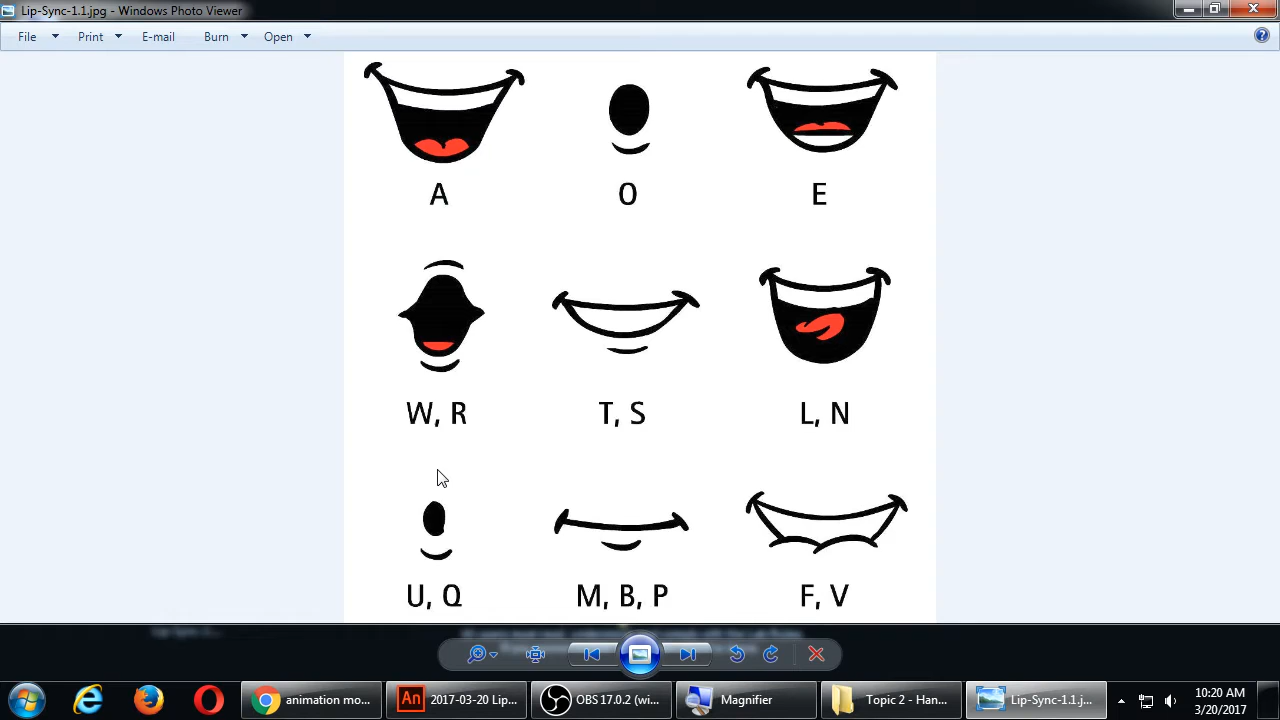 Lip-Sync-1.1.jpg - Windows Photo Viewer
File Print E-mail Burn Open
A O E
W, R T, S L, N
U, Q M, B, P F, V
animation mo... 2017-03-20 Lip... OBS 17.0.2 (wi... Magnifier Topic 2 - Han... Lip-Sync-1.1.j...
10:20 AM
3/20/2017